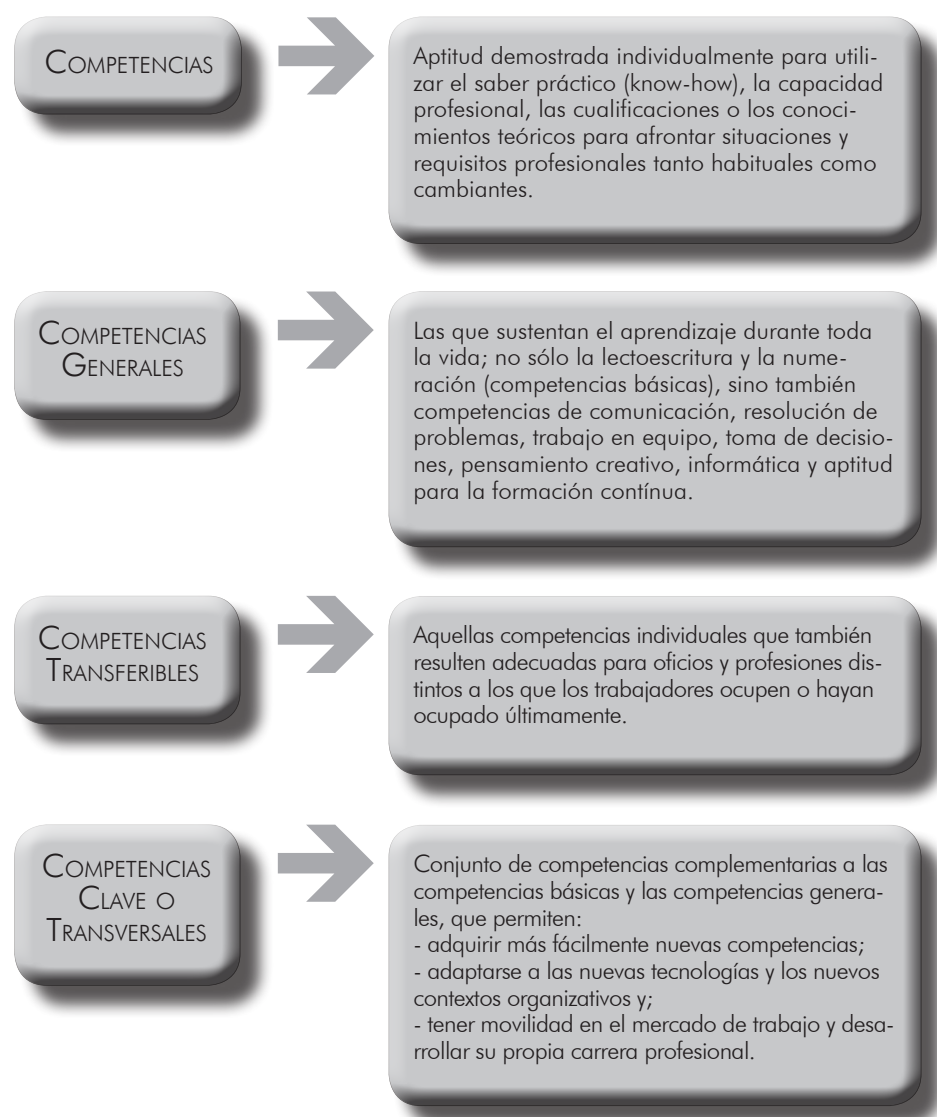 COMPETENCIAS
Aptitud demostrada individualmente para utili-
zar el saber práctico (know-how), la capacidad
profesional, las cualificaciones o los conoci-
mientos teóricos para afrontar situaciones y
requisitos profesionales tanto habituales como
cambiantes.
COMPETENCIAS
GENERALES
Las que sustentan el aprendizaje durante toda
la vida; no sólo la lectoescritura y la nume-
ración (competencias básicas), sino también
competencias de comunicación, resolución de
problemas, trabajo en equipo, toma de decisio-
nes, pensamiento creativo, informática y aptitud
para la formación contínua.
COMPETENCIAS
TRANSFERIBLES
Aquellas competencias individuales que también
resulten adecuadas para oficios y profesiones dis-
tintos a los que los trabajadores ocupen o hayan
ocupado últimamente.
COMPETENCIAS
CLAVE O
TRANSVERSALES
Conjunto de competencias complementarias a las
competencias básicas y las competencias genera-
les, que permiten:
- adquirir más fácilmente nuevas competencias;
- adaptarse a las nuevas tecnologías y los nuevos
contextos organizativos y;
- tener movilidad en el mercado de trabajo y desa-
rrollar su propia carrera profesional.